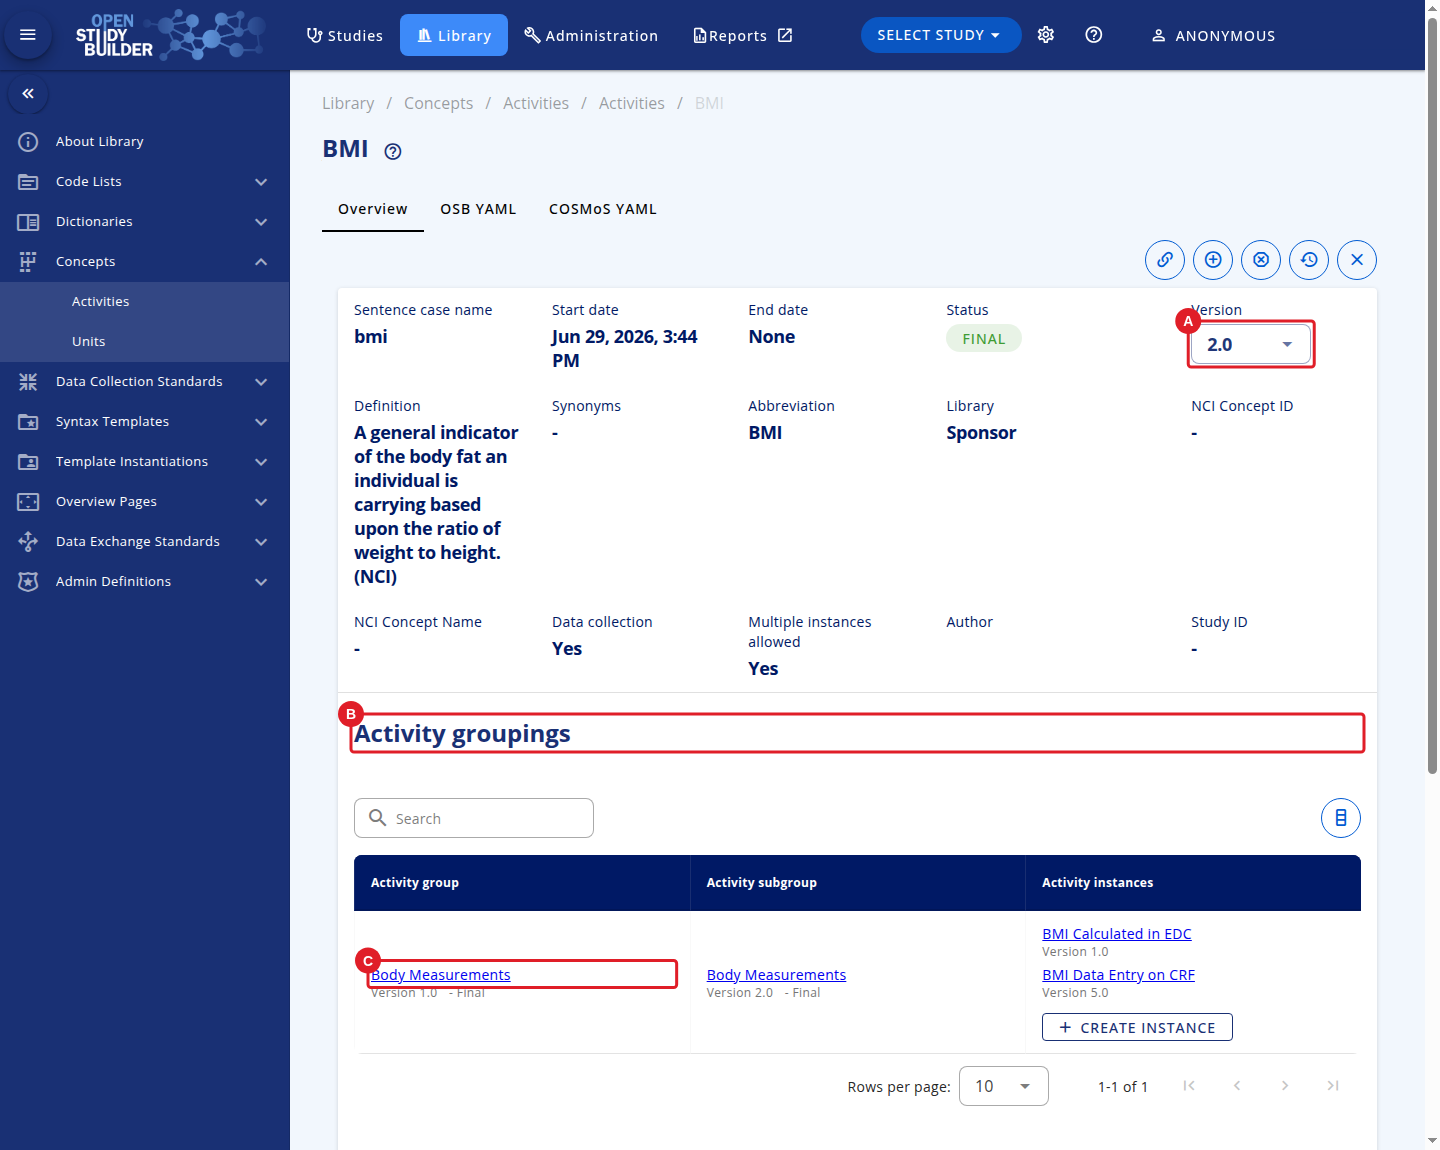 OPEN
STUDY
BUILDER
Studies
Library
Administration
Reports
SELECT STUDY
ANONYMOUS
About Library
Code Lists
Dictionaries
Concepts
Activities
Units
Data Collection Standards
Syntax Templates
Template Instantiations
Overview Pages
Data Exchange Standards
Admin Definitions
Library / Concepts / Activities / Activities / BMI
BMI
Overview
OSB YAML
COSMoS YAML
Sentence case name
bmi
Start date
Jun 29, 2026, 3:44
PM
End date
None
Status
FINAL
Version
A
2.0
Definition
A general indicator
of the body fat an
individual is
carrying based
upon the ratio of
weight to height.
(NCI)
Synonyms
-
Abbreviation
BMI
Library
Sponsor
NCI Concept ID
-
NCI Concept Name
-
Data collection
Yes
Multiple instances
allowed
Yes
Author
Study ID
-
B
Activity groupings
Search
Activity group
Activity subgroup
Activity instances
C
Body Measurements
Version 1.0 - Final
Body Measurements
Version 2.0 - Final
BMI Calculated in EDC
Version 1.0
BMI Data Entry on CRF
Version 5.0
+ CREATE INSTANCE
Rows per page:
10
1-1 of 1